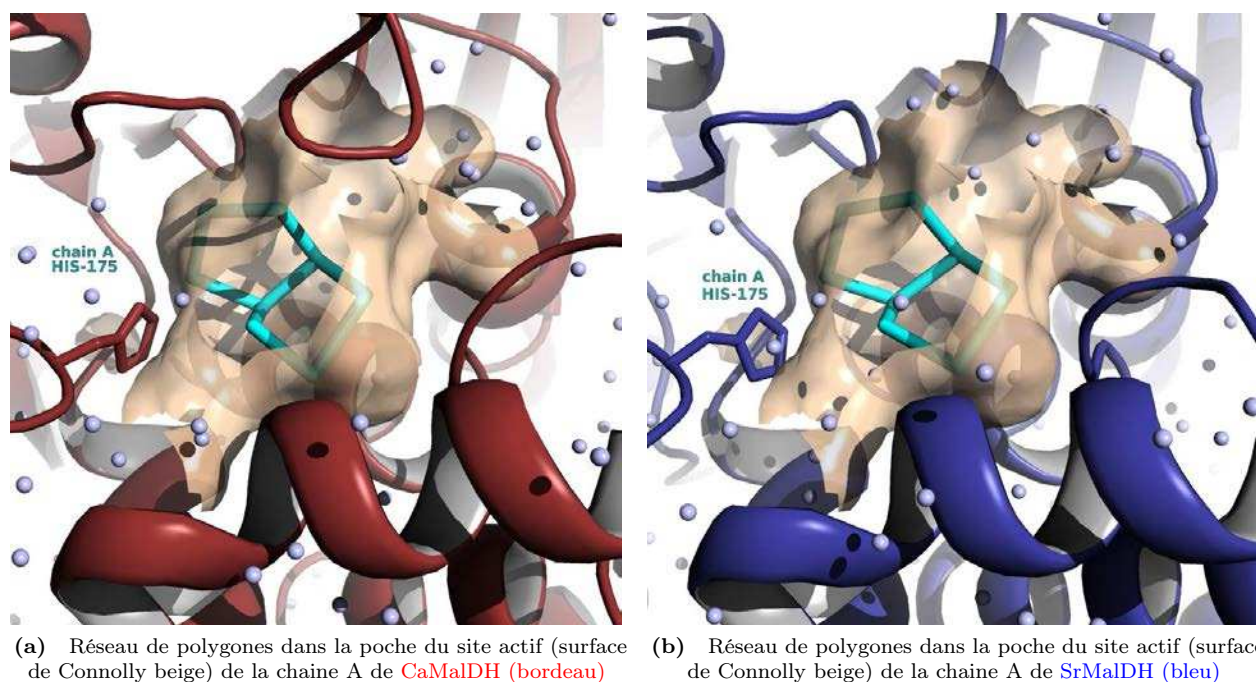 chain A
HIS-175
chain A
HIS-175
(a) Réseau de polygones dans la poche du site actif (surface
de Connolly beige) de la chaine A de CaMalDH (bordeau)
(b) Réseau de polygones dans la poche du site actif (surface
de Connolly beige) de la chaine A de SrMalDH (bleu)